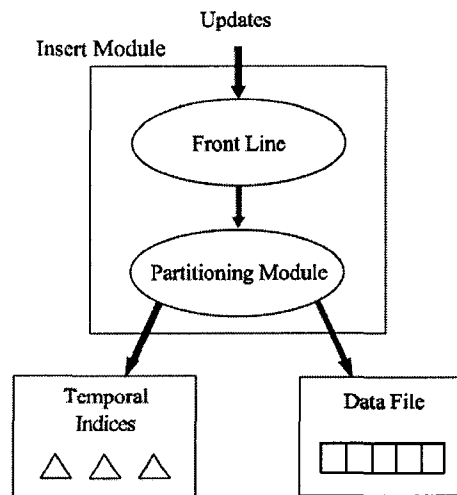 Updates
Insert Module
Front Line
Partitioning Module
Temporal
Indices
Data File